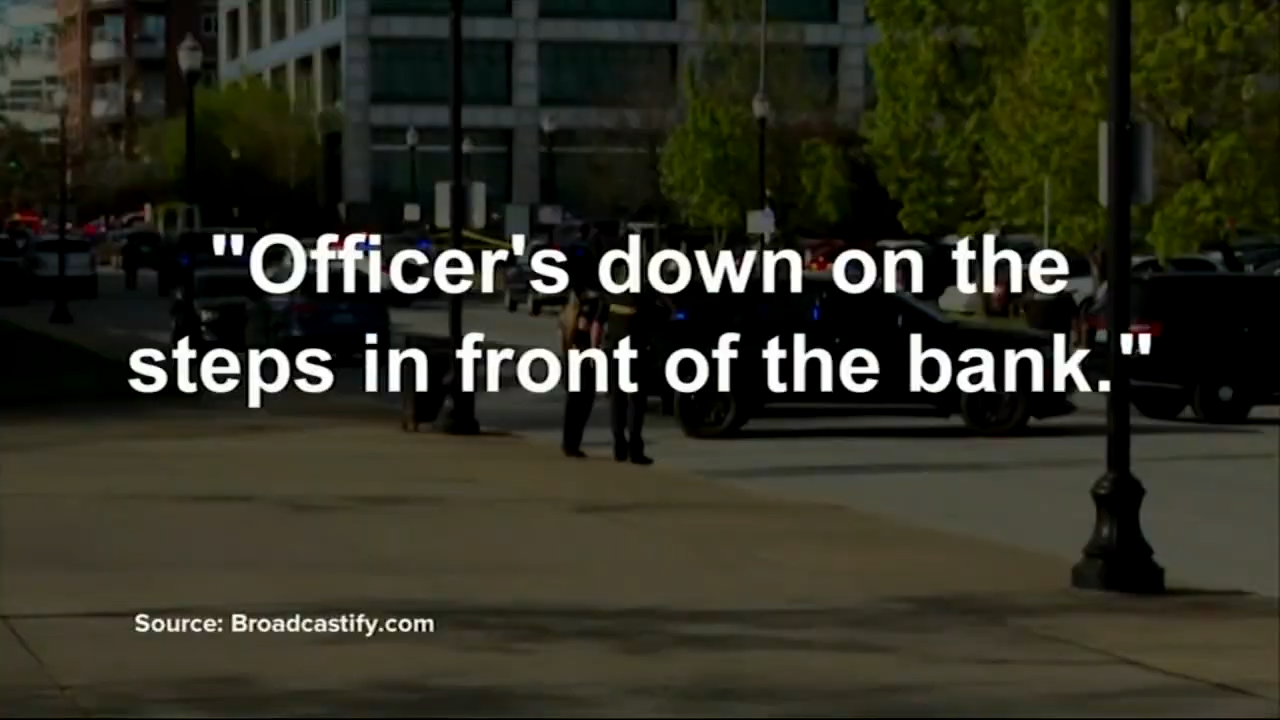 "Officer's down on the
steps in front of the bank."
Source: Broadcastify.com